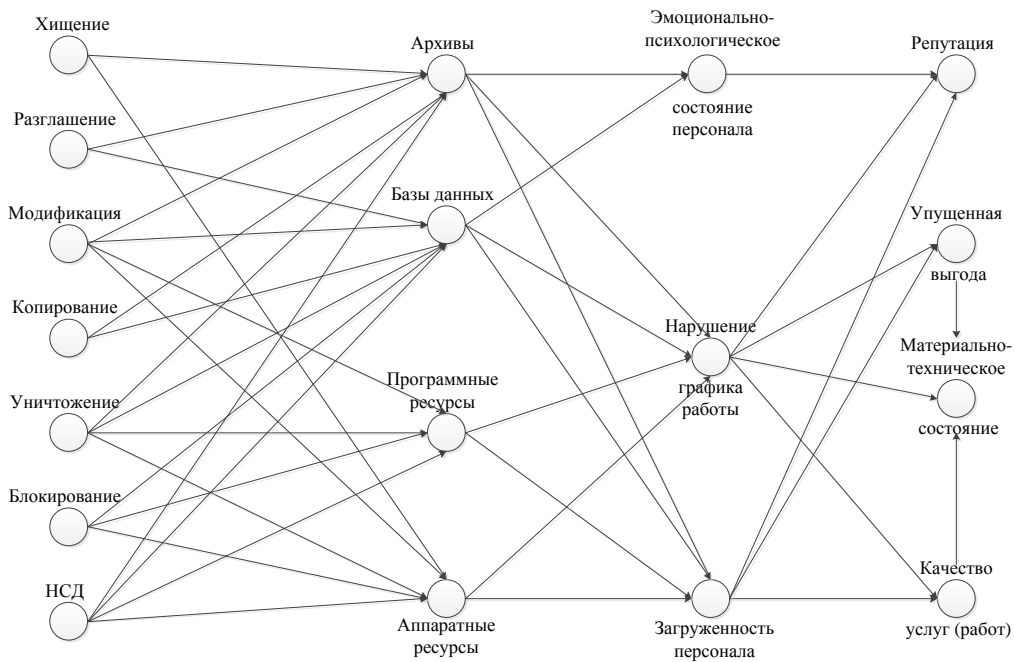 Хищение
Разглашение
Модификация
Копирование
Уничтожение
Блокирование
НСД
Архивы
Базы данных
Программные
ресурсы
Аппаратные
ресурсы
Эмоционально-
психологическое
состояние
персонала
Нарушение
графика
работы
Загруженность
персонала
Репутация
Упущенная
выгода
Материально-
техническое
состояние
Качество
услуг (работ)